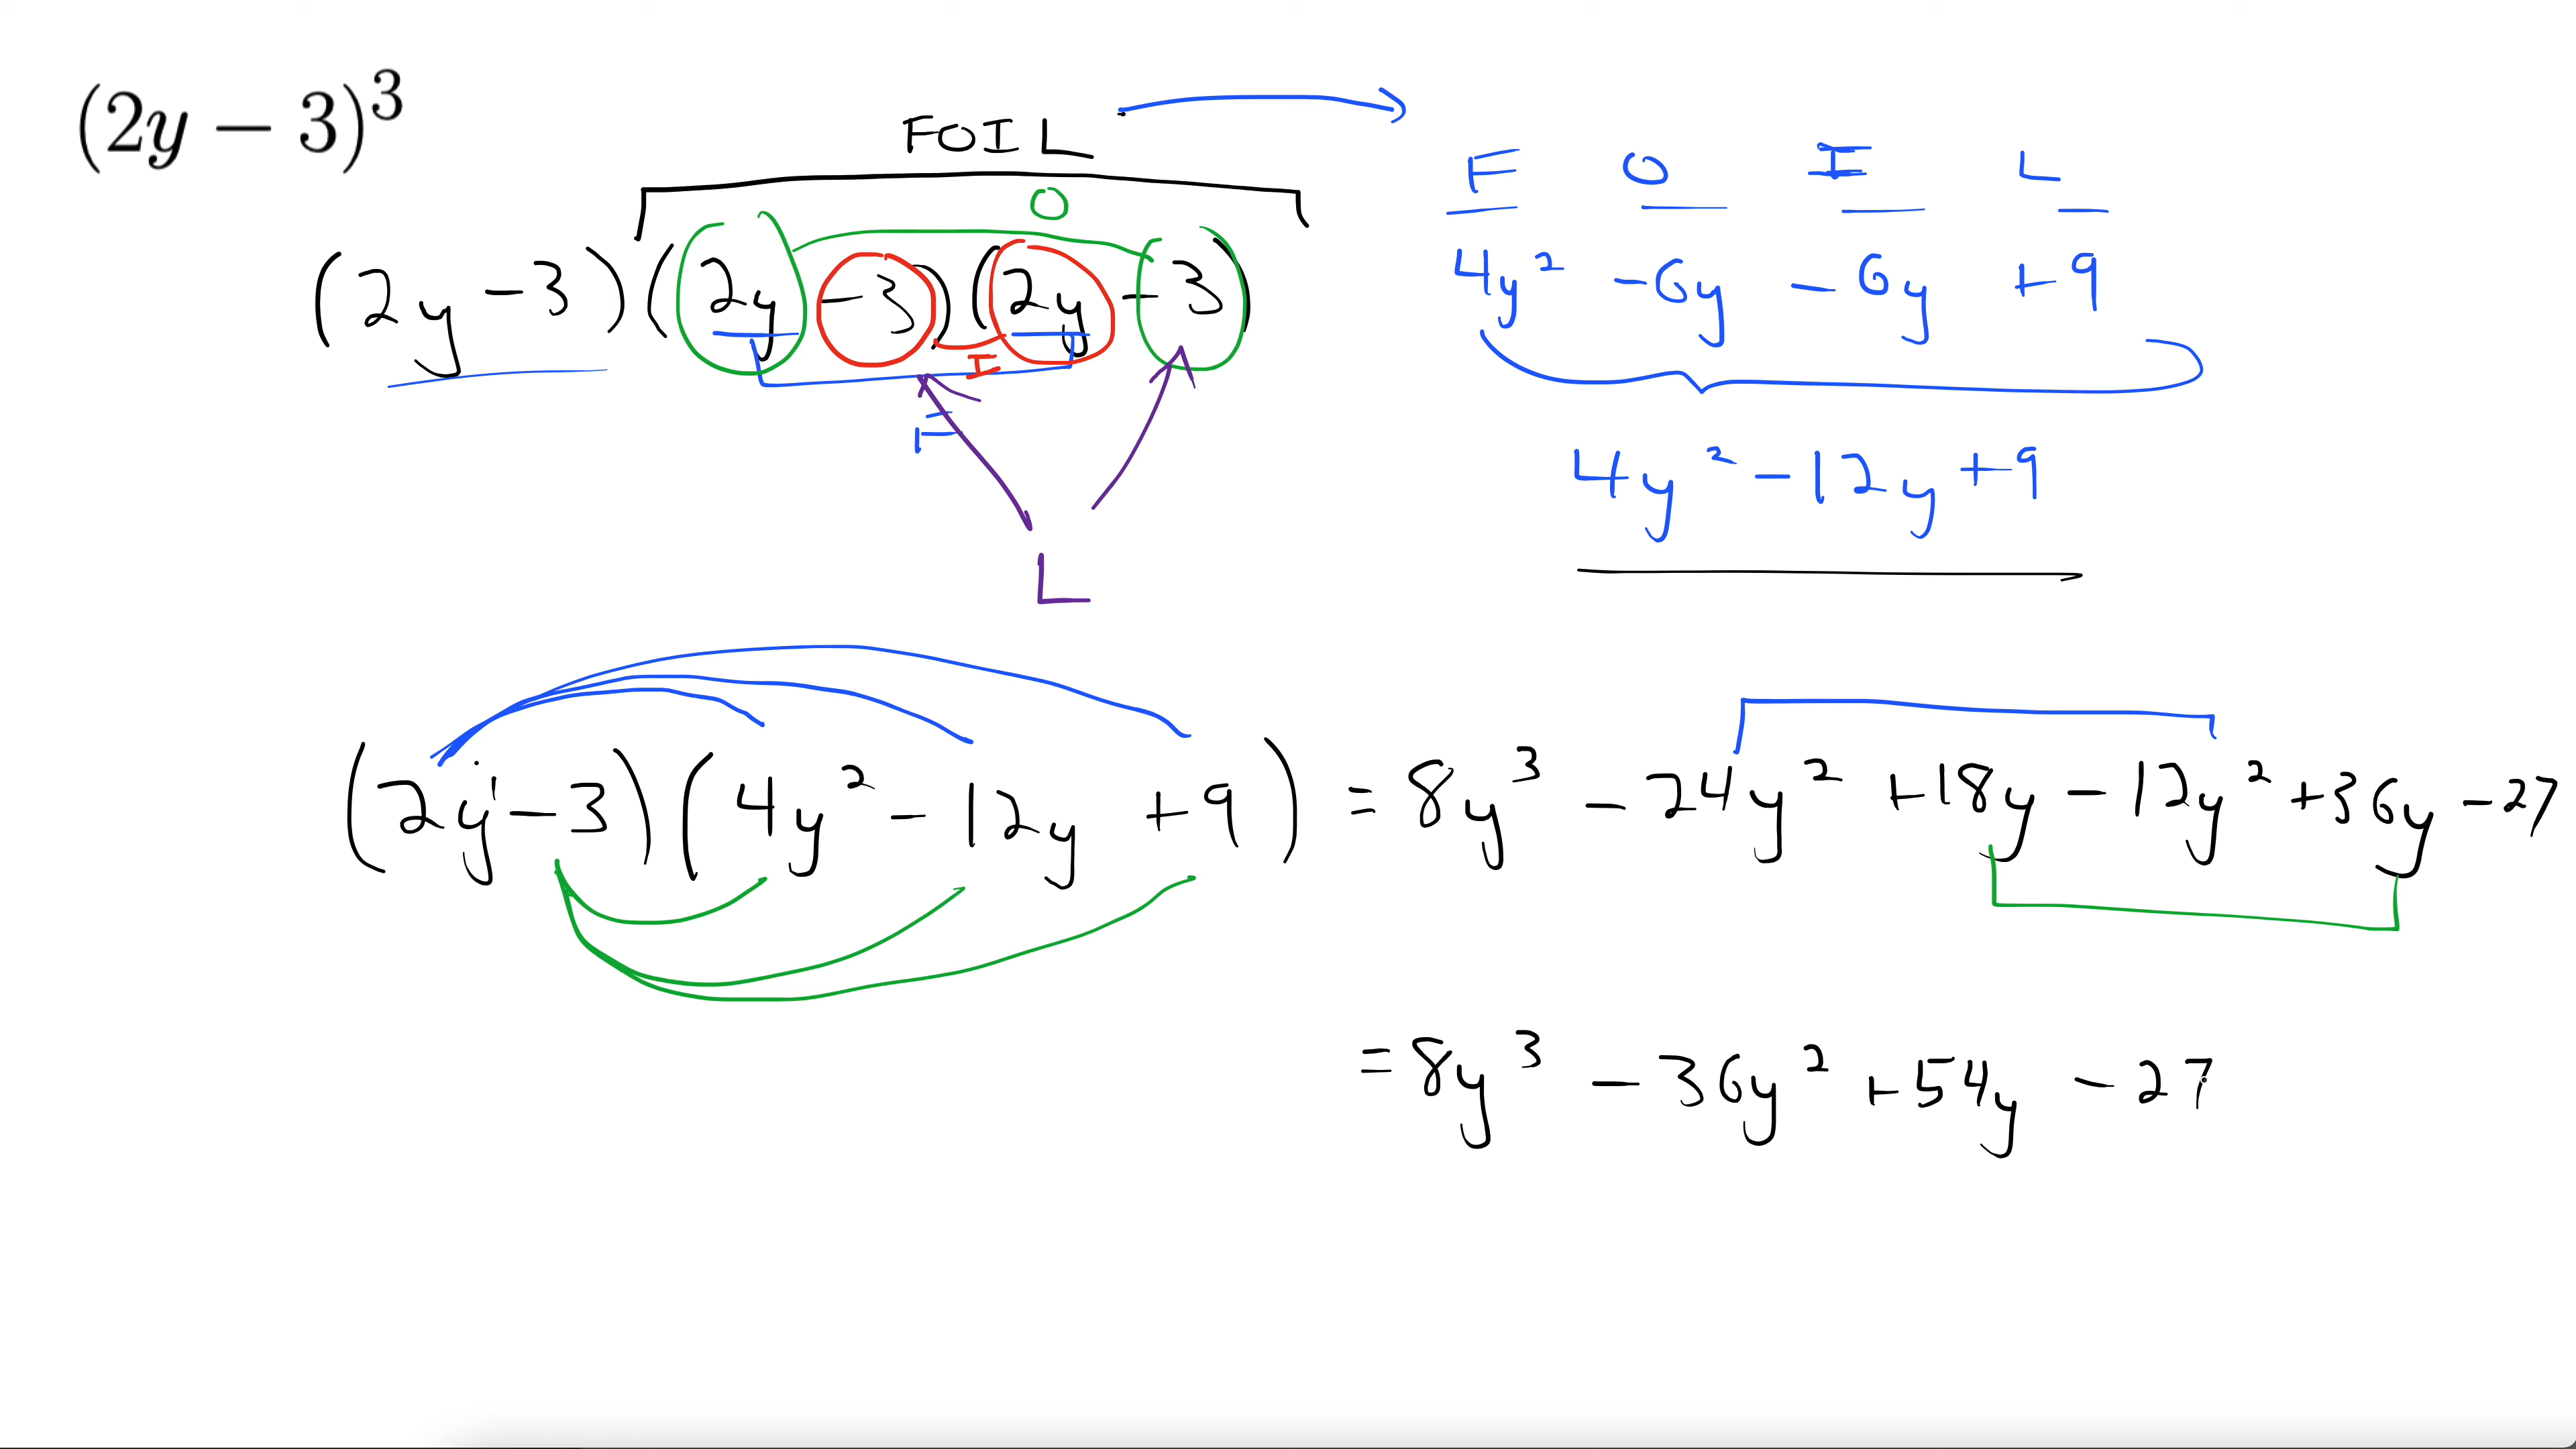 (2y − 3)³
FOIL
F O I L
O
(2y −3)(2y −3)(2y −3)
4y² −6y −6y +9
I
F
4y² −12y +9
L
(2y −3)(4y² −12y +9) = 8y³ −24y² +18y −12y² +36y −27
= 8y³ −36y² +54y −27